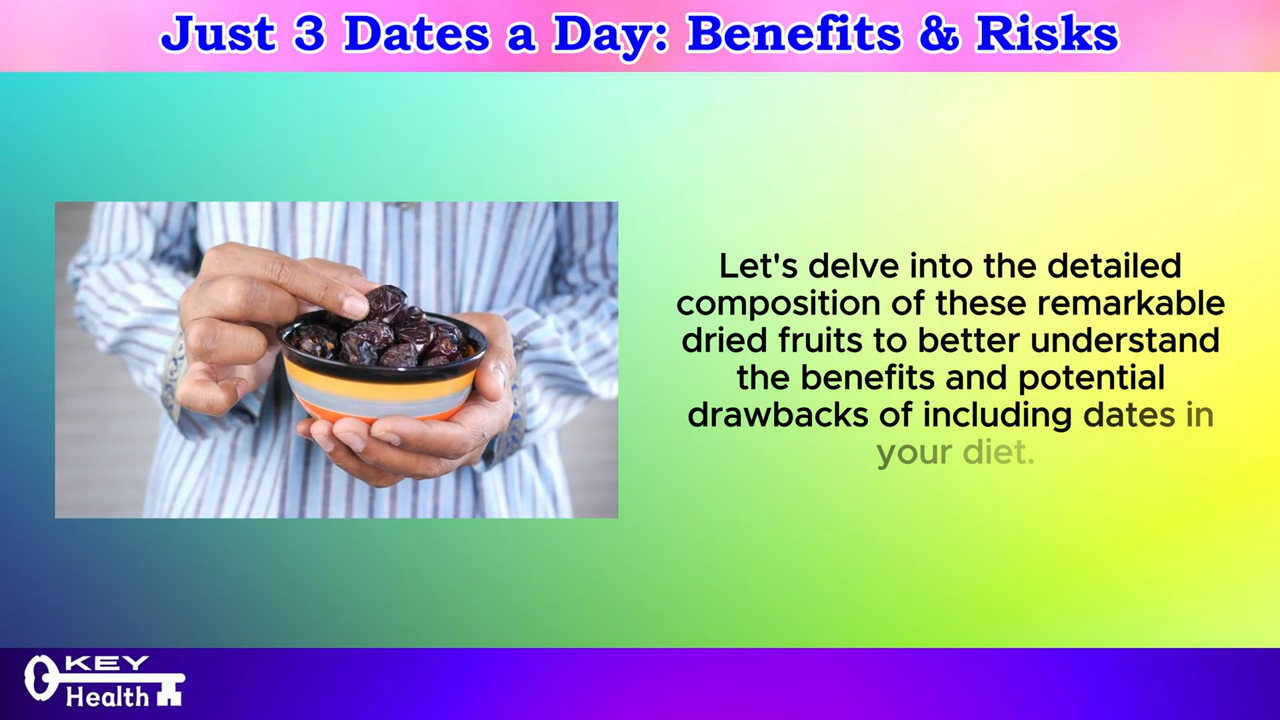 Just 3 Dates a Day: Benefits & Risks
Let's delve into the detailed
composition of these remarkable
dried fruits to better understand
the benefits and potential
drawbacks of including dates in
your diet.
KEY
Health